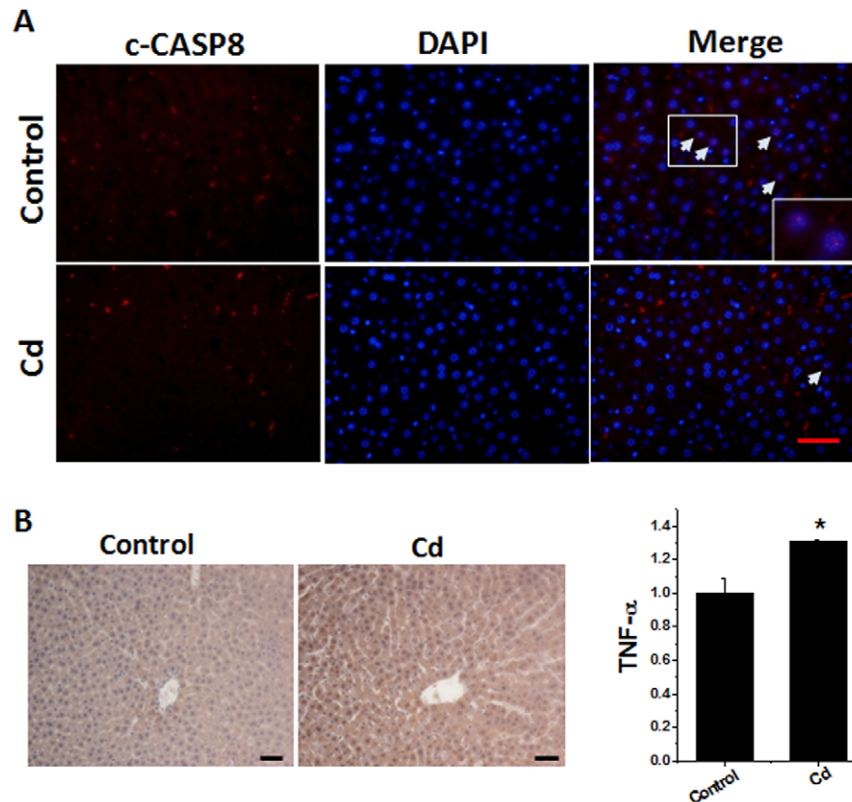 A
c-CASP8 DAPI Merge
Control
Cd
B
Control Cd
*
1.4
1.2
1.0
0.8
0.6
0.4
0.2
0.0
TNF-α
Control Cd